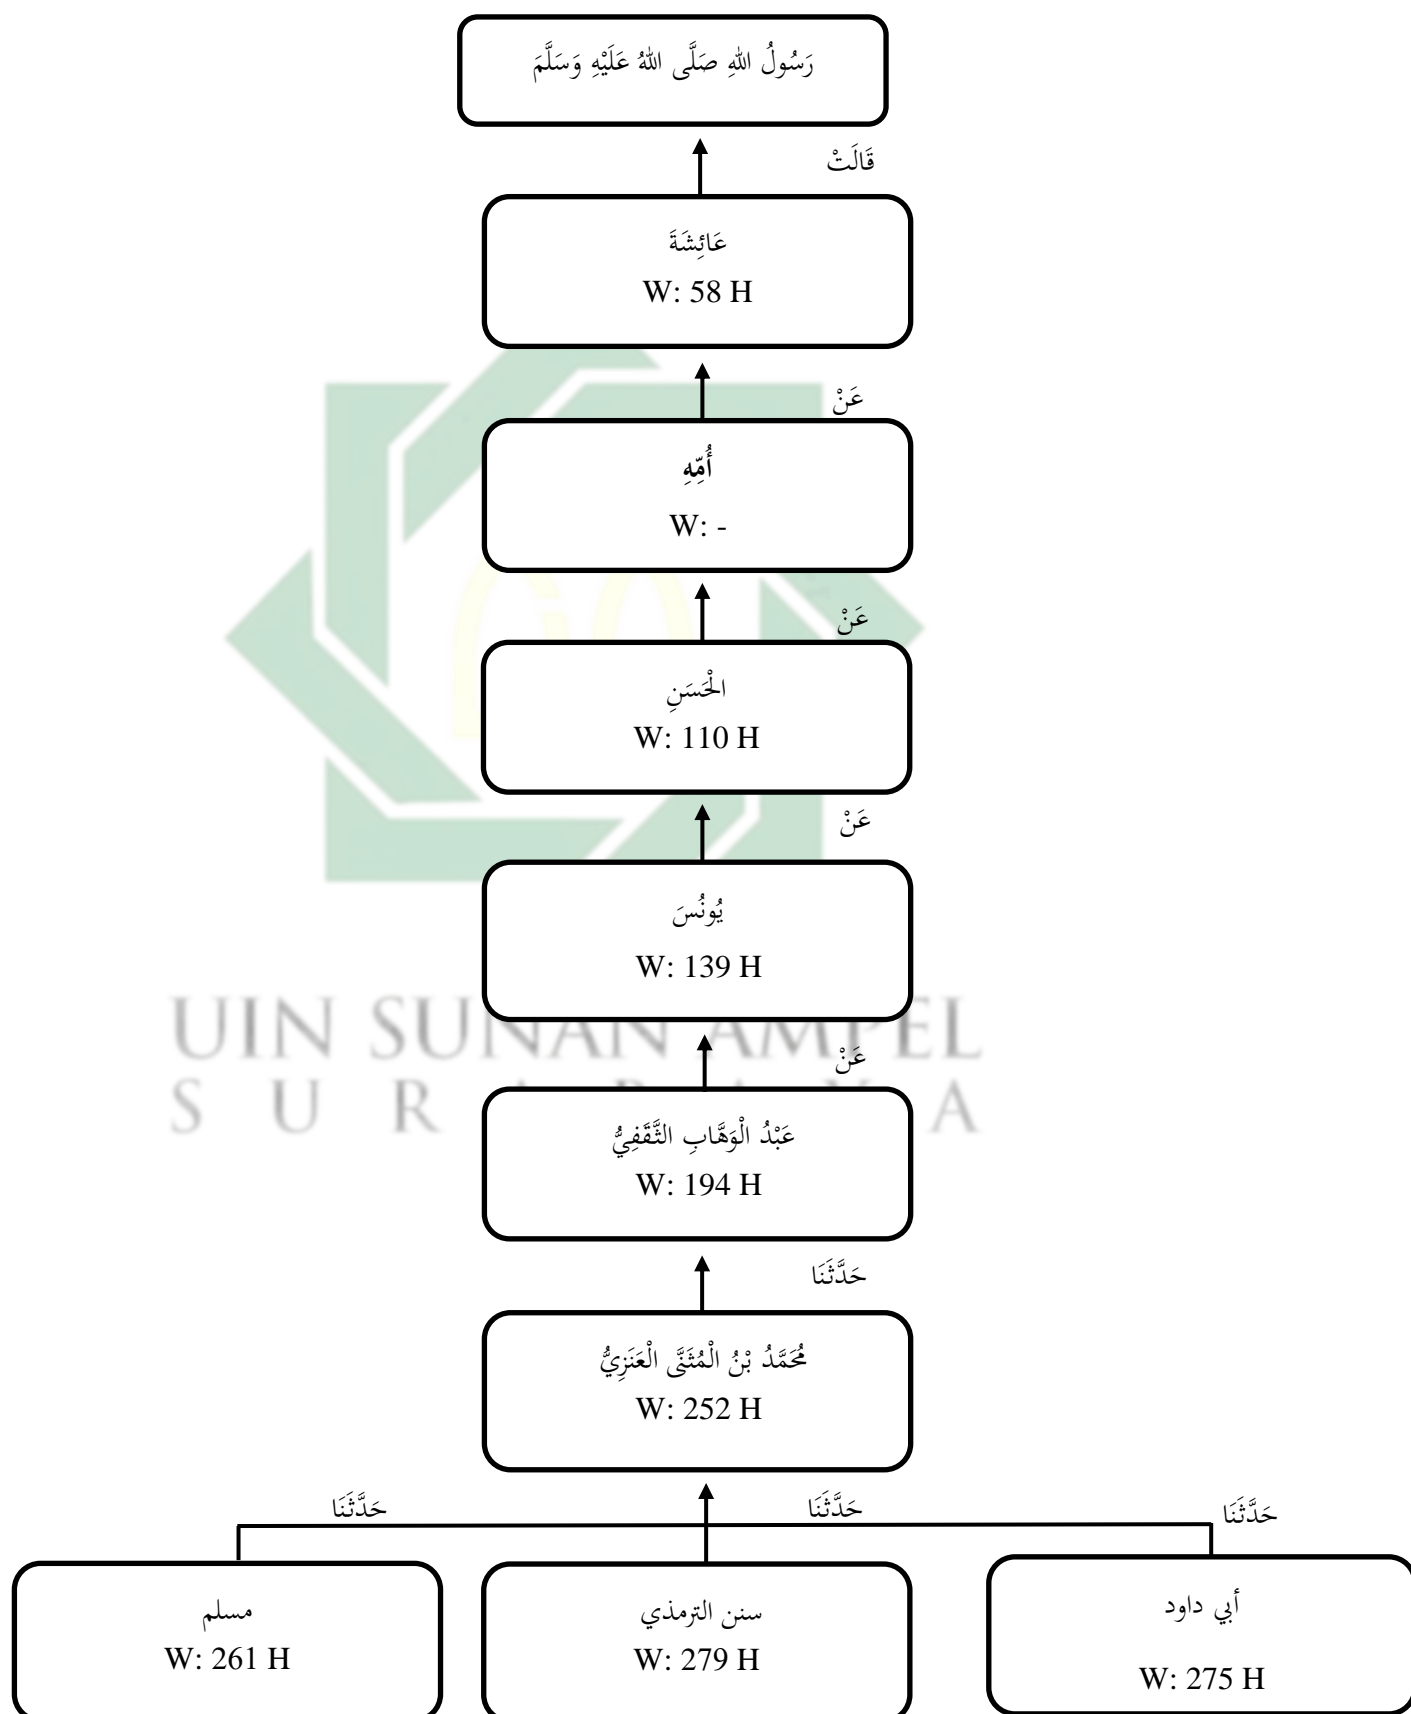 رَسُولُ اللهِ صَلَّى اللهُ عَلَيْهِ وَسَلَّمَ
قَالَتْ
عَائِشَةَ
W: 58 H
عَنْ
أُمِّهِ
W: -
عَنْ
الْحَسَنِ
W: 110 H
عَنْ
يُونُسَ
W: 139 H
UIN SUNAN AMPEL
عَنْ
S U R A B A Y A
عَبْدُ الْوَهَّابِ الثَّقَفِيُّ
W: 194 H
حَدَّثَنَا
مُحَمَّدُ بْنُ الْمُثَنَّى الْعَنَزِيُّ
W: 252 H
حَدَّثَنَا
حَدَّثَنَا
حَدَّثَنَا
مسلم
W: 261 H
سنن الترمذي
W: 279 H
أبي داود
W: 275 H